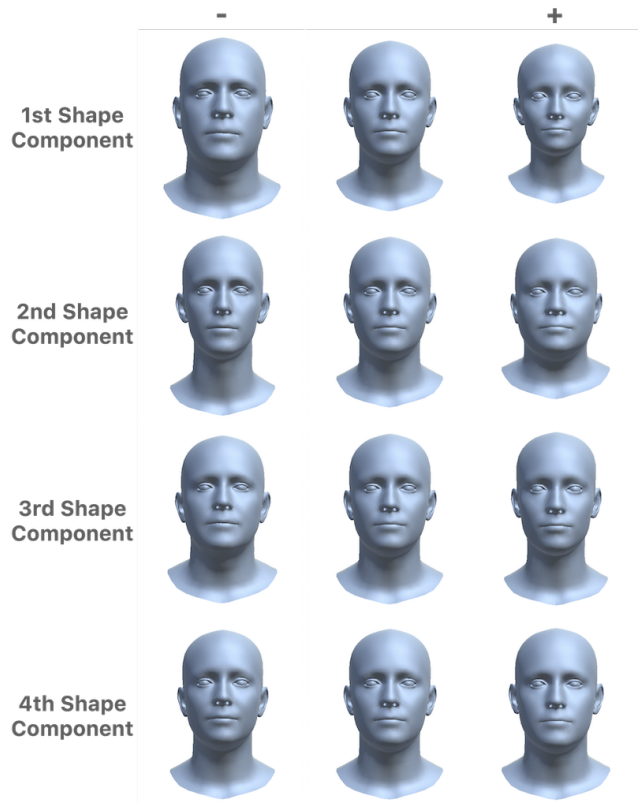 - +
1st Shape
Component
2nd Shape
Component
3rd Shape
Component
4th Shape
Component